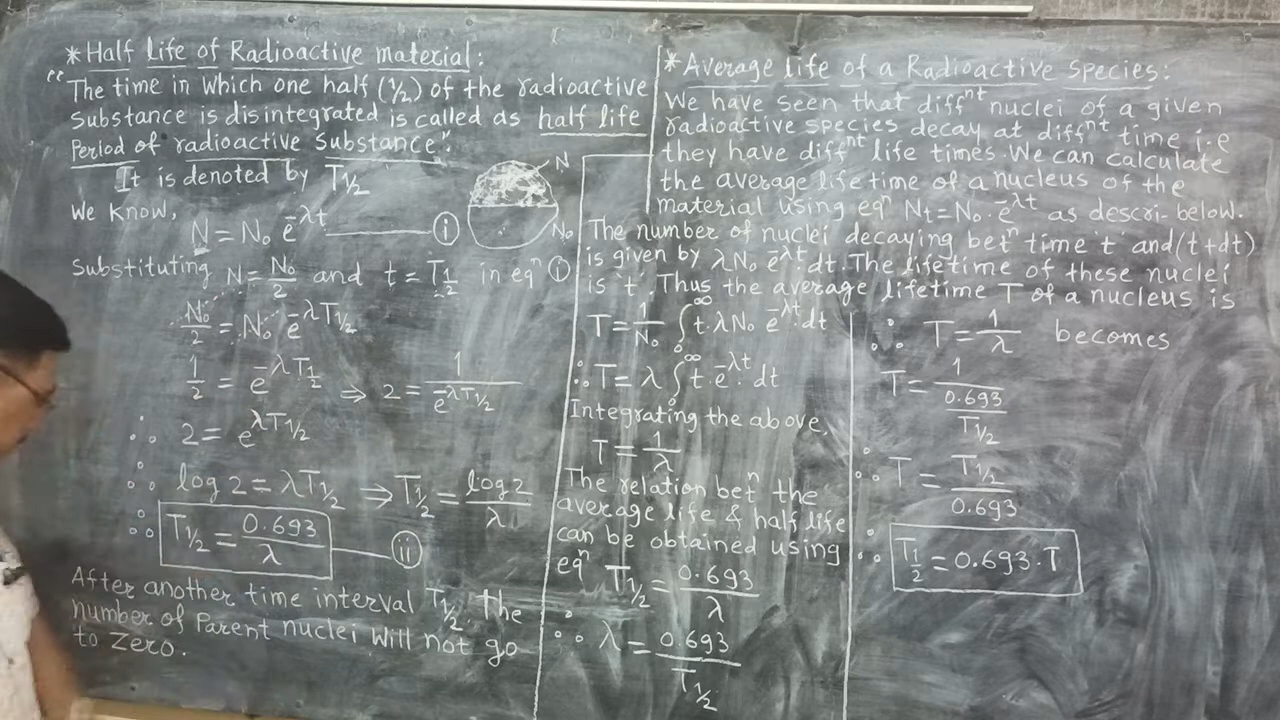 *Half life of Radioactive material:
"The time in which one half (1/2) of the radioactive
substance is disintegrated is called as half life
Period of radioactive substance".
It is denoted by T1/2
We know,
N = N₀ e^-λt ——— (i)
N
N₀
Substituting N = N₀/2 and t = T1/2 in eqⁿ (i)
N₀/2 = N₀ e^-λT1/2
1/2 = e^-λT1/2 ⇒ 2 = 1/e^-λT1/2
∴ 2 = e^λT1/2
∴ log 2 = λT1/2 ⇒ T1/2 = log 2/λ
∴ T1/2 = 0.693/λ ——— (ii)
After another time interval T1/2. The
number of Parent nuclei will not go
to Zero.
*Average life of a Radioactive species:
We have seen that diffⁿᵗ nuclei of a given
radioactive species decay at diffⁿᵗ time i.e
they have diffⁿᵗ life times. We can calculate
the average lifetime of a nucleus of the
material using eqⁿ Nt = N₀ · e^-λt as descri- below.
The number of nuclei decaying betⁿ time 't' and (t+dt)
is given by λN₀ e^-λt · dt. The lifetime of these nuclei
is 't'. Thus the average lifetime T of a nucleus is
T = 1/N₀ ∫₀^∞ t · λN₀ e^-λt · dt
∴ T = λ ∫₀^∞ t · e^-λt · dt
Integrating the above,
T = 1/λ
The relation betⁿ the
average life & half life
can be obtained using
eqⁿ T1/2 = 0.693/λ
∴ λ = 0.693/T1/2
∴ T = 1/λ becomes
T = 1/(0.693/T1/2)
∴ T = T1/2/0.693
∴ T1/2 = 0.693 · T